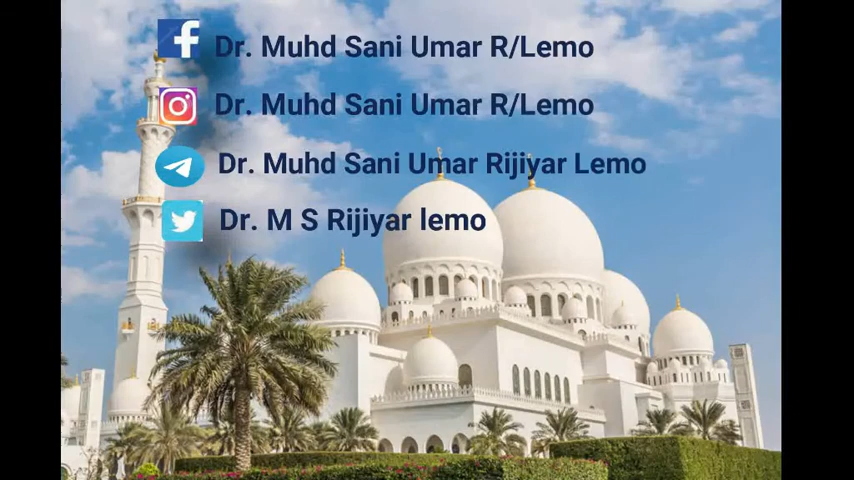 Dr. Muhd Sani Umar R/Lemo
Dr. Muhd Sani Umar R/Lemo
Dr. Muhd Sani Umar Rijiyar Lemo
Dr. M S Rijiyar lemo